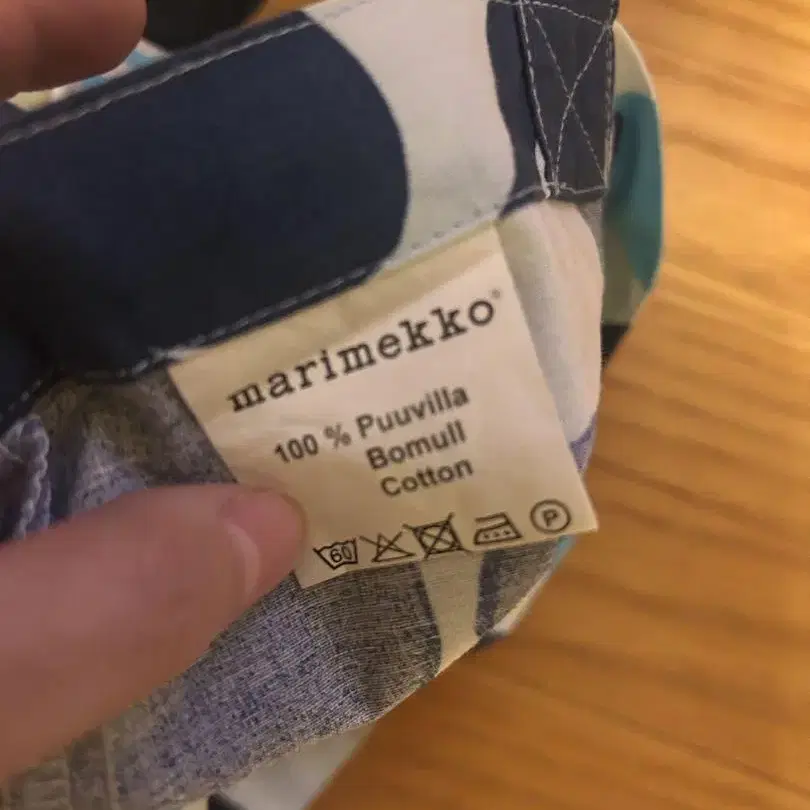 marimekko®
100 % Puuvilla
Bomull
Cotton
60 P